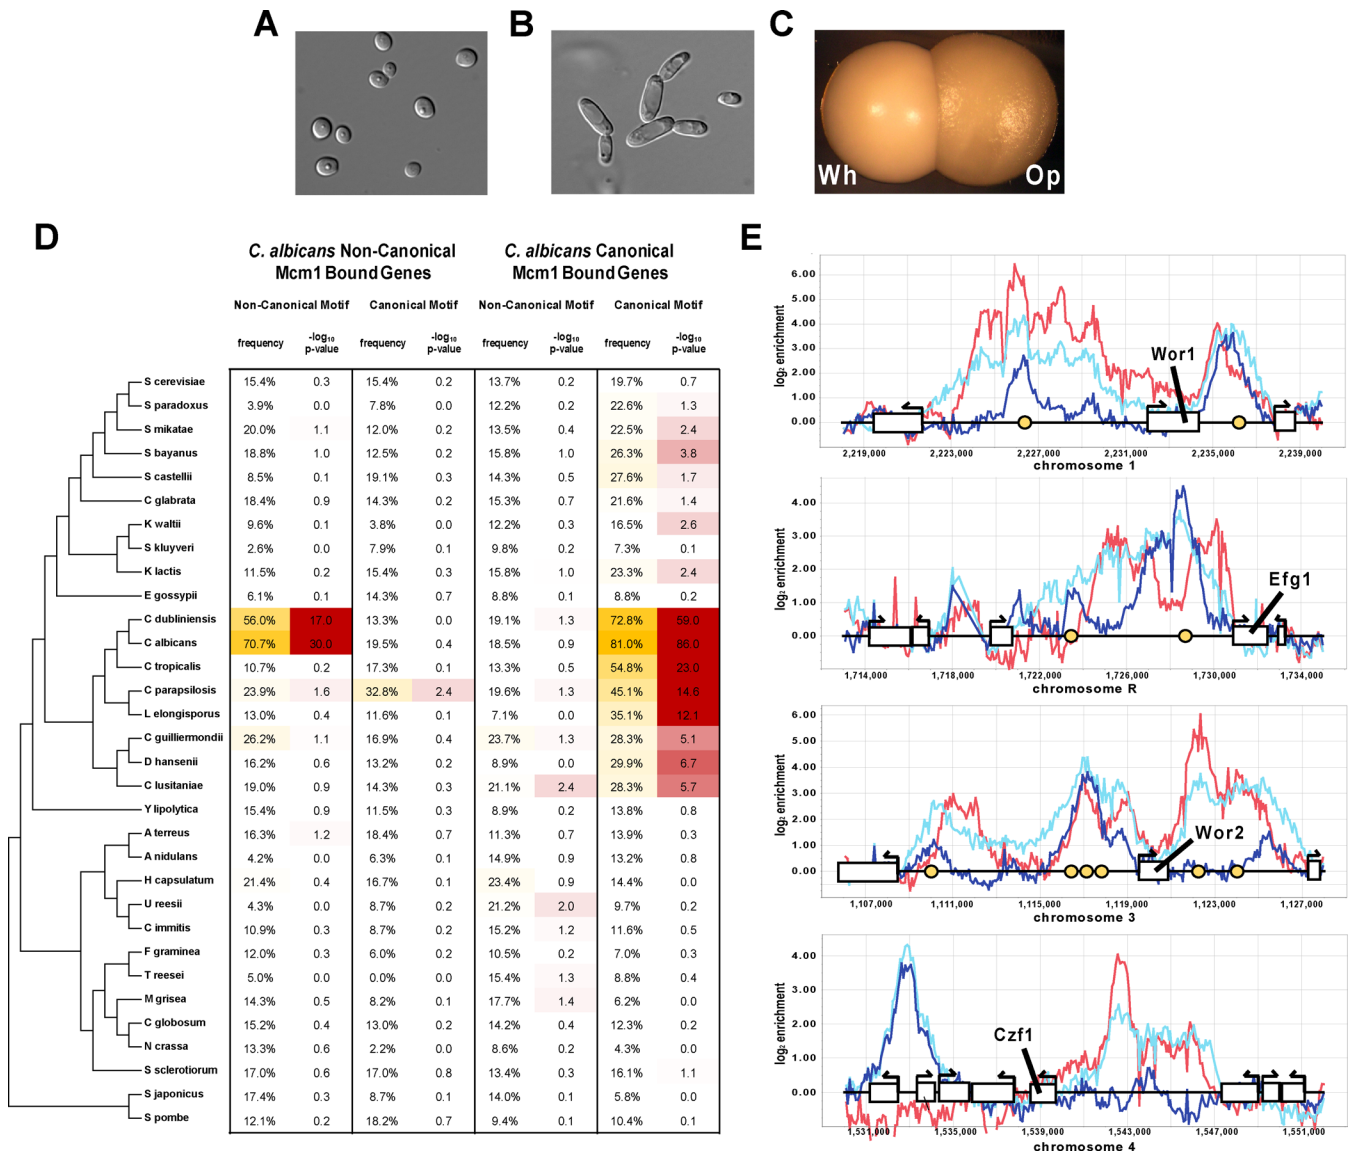 A
B
C
Wh
Op
D
C. albicans Non-Canonical
Mcm1 Bound Genes
C. albicans Canonical
Mcm1 Bound Genes
Non-Canonical Motif Canonical Motif Non-Canonical Motif Canonical Motif
frequency -log10 p-value frequency -log10 p-value frequency -log10 p-value frequency -log10 p-value
S cerevisiae 15.4% 0.3 15.4% 0.2 13.7% 0.2 19.7% 0.7
S paradoxus 3.9% 0.0 7.8% 0.0 12.2% 0.2 22.6% 1.3
S mikatae 20.0% 1.1 12.0% 0.2 13.5% 0.4 22.5% 2.4
S bayanus 18.8% 1.0 12.5% 0.2 15.8% 1.0 26.3% 3.8
S castellii 8.5% 0.1 19.1% 0.3 14.3% 0.5 27.6% 1.7
C glabrata 18.4% 0.9 14.3% 0.2 15.3% 0.7 21.6% 1.4
K waltii 9.6% 0.1 3.8% 0.0 12.2% 0.3 16.5% 2.6
S kluyveri 2.6% 0.0 7.9% 0.1 9.8% 0.2 7.3% 0.1
K lactis 11.5% 0.2 15.4% 0.3 15.8% 1.0 23.3% 2.4
E gossypii 6.1% 0.1 14.3% 0.7 8.8% 0.1 8.8% 0.2
C dubliniensis 56.0% 17.0 13.3% 0.0 19.1% 1.3 72.8% 59.0
C albicans 70.7% 30.0 19.5% 0.4 18.5% 0.9 81.0% 86.0
C tropicalis 10.7% 0.2 17.3% 0.1 13.3% 0.5 54.8% 23.0
C parapsilosis 23.9% 1.6 32.8% 2.4 19.6% 1.3 45.1% 14.6
L elongisporus 13.0% 0.4 11.6% 0.1 7.1% 0.0 35.1% 12.1
C guilliermondii 26.2% 1.1 16.9% 0.4 23.7% 1.3 28.3% 5.1
D hansenii 16.2% 0.6 13.2% 0.2 8.9% 0.0 29.9% 6.7
C lusitaniae 19.0% 0.9 14.3% 0.3 21.1% 2.4 28.3% 5.7
Y lipolytica 15.4% 0.9 11.5% 0.3 8.9% 0.2 13.8% 0.8
A terreus 16.3% 1.2 18.4% 0.7 11.3% 0.7 13.9% 0.3
A nidulans 4.2% 0.0 6.3% 0.1 14.9% 0.9 13.2% 0.8
H capsulatum 21.4% 0.4 16.7% 0.1 23.4% 0.9 14.4% 0.0
U reesii 4.3% 0.0 8.7% 0.2 21.2% 2.0 9.7% 0.2
C immitis 10.9% 0.3 8.7% 0.2 15.2% 1.2 11.6% 0.5
F graminea 12.0% 0.3 6.0% 0.2 10.5% 0.2 7.0% 0.3
T reesei 5.0% 0.0 0.0% 0.0 15.4% 1.3 8.8% 0.4
M grisea 14.3% 0.5 8.2% 0.1 17.7% 1.4 6.2% 0.0
C globosum 15.2% 0.4 13.0% 0.2 14.2% 0.4 12.3% 0.2
N crassa 13.3% 0.6 2.2% 0.0 8.6% 0.2 4.3% 0.0
S sclerotiorum 17.0% 0.6 17.0% 0.8 13.4% 0.3 16.1% 1.1
S japonicus 17.4% 0.3 8.7% 0.1 14.0% 0.1 5.8% 0.0
S pombe 12.1% 0.2 18.2% 0.7 9.4% 0.1 10.4% 0.1
E
log2 enrichment
6.00
5.00
4.00
3.00
2.00
1.00
0.00
Wor1
2,219,000 2,223,000 2,227,000 2,231,000 2,235,000 2,239,000
chromosome 1
log2 enrichment
4.00
3.00
2.00
1.00
0.00
Efg1
1,714,000 1,718,000 1,722,000 1,726,000 1,730,000 1,734,000
chromosome R
log2 enrichment
6.00
5.00
4.00
3.00
2.00
1.00
0.00
Wor2
1,107,000 1,111,000 1,115,000 1,119,000 1,123,000 1,127,000
chromosome 3
log2 enrichment
4.00
3.00
2.00
1.00
0.00
Czf1
1,531,000 1,535,000 1,539,000 1,543,000 1,547,000 1,551,000
chromosome 4